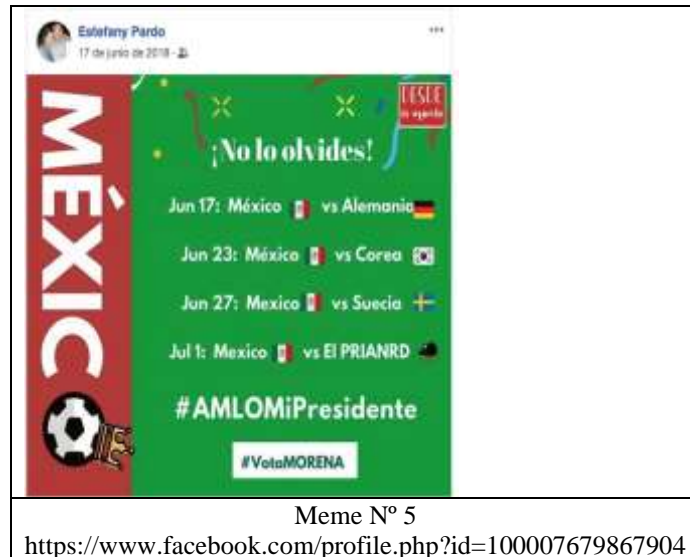 Estefany Pardo
17 de junio de 2018 ·
MÉXICO
DESDE
¡No lo olvides!
Jun 17: México vs Alemania
Jun 23: México vs Corea
Jun 27: Mexico vs Suecia
Jul 1: Mexico vs El PRIANRD
#AMLOMiPresidente
#VotaMORENA
Meme Nº 5
https://www.facebook.com/profile.php?id=100007679867904